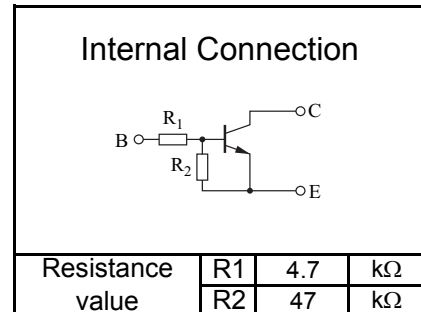 Internal Connection
C
R1
B
R2
E
Resistance value R1 4.7 kΩ
R2 47 kΩ